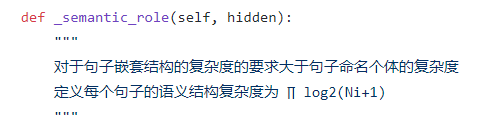 def _semantic_role(self, hidden):
"""
对于句子嵌套结构的复杂度的要求大于句子命名个体的复杂度
定义每个句子的语义结构复杂度为 ∏ log2(Ni+1)
"""